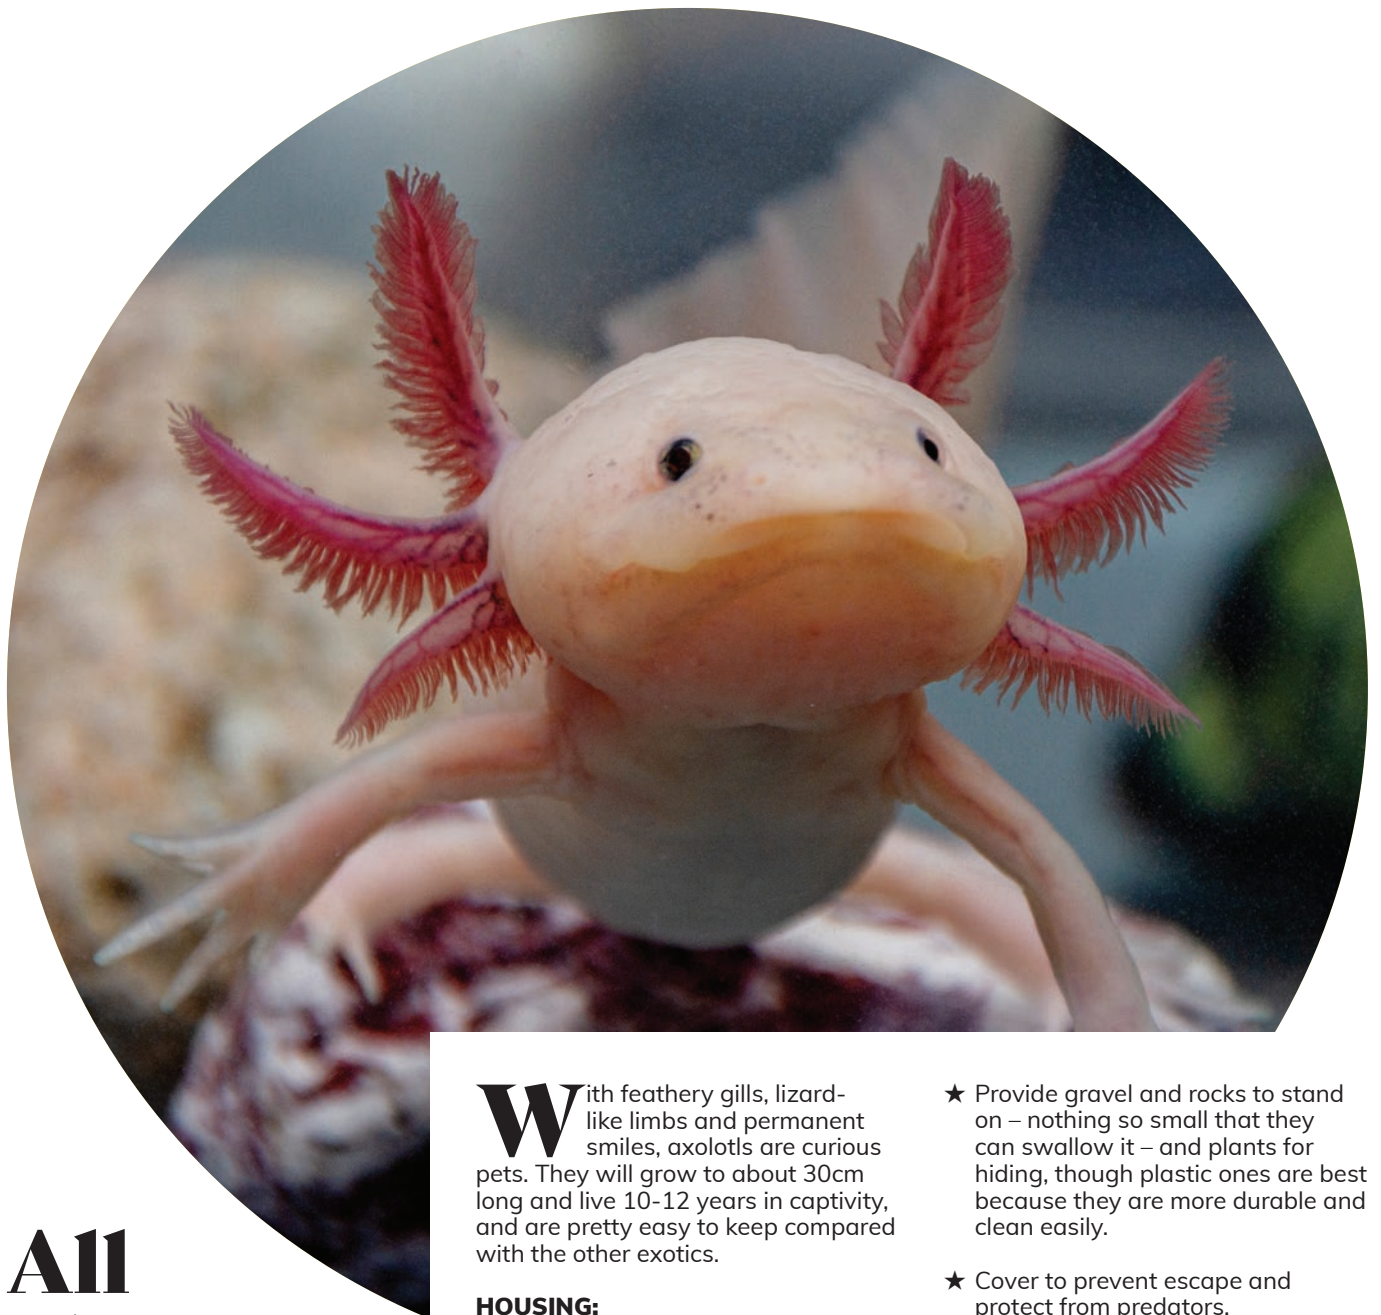 All
With feathery gills, lizard-
like limbs and permanent
smiles, axolotls are curious
pets. They will grow to about 30cm
long and live 10-12 years in captivity,
and are pretty easy to keep compared
with the other exotics.
HOUSING:
★ Provide gravel and rocks to stand
on – nothing so small that they
can swallow it – and plants for
hiding, though plastic ones are best
because they are more durable and
clean easily.
★ Cover to prevent escape and
protect from predators.